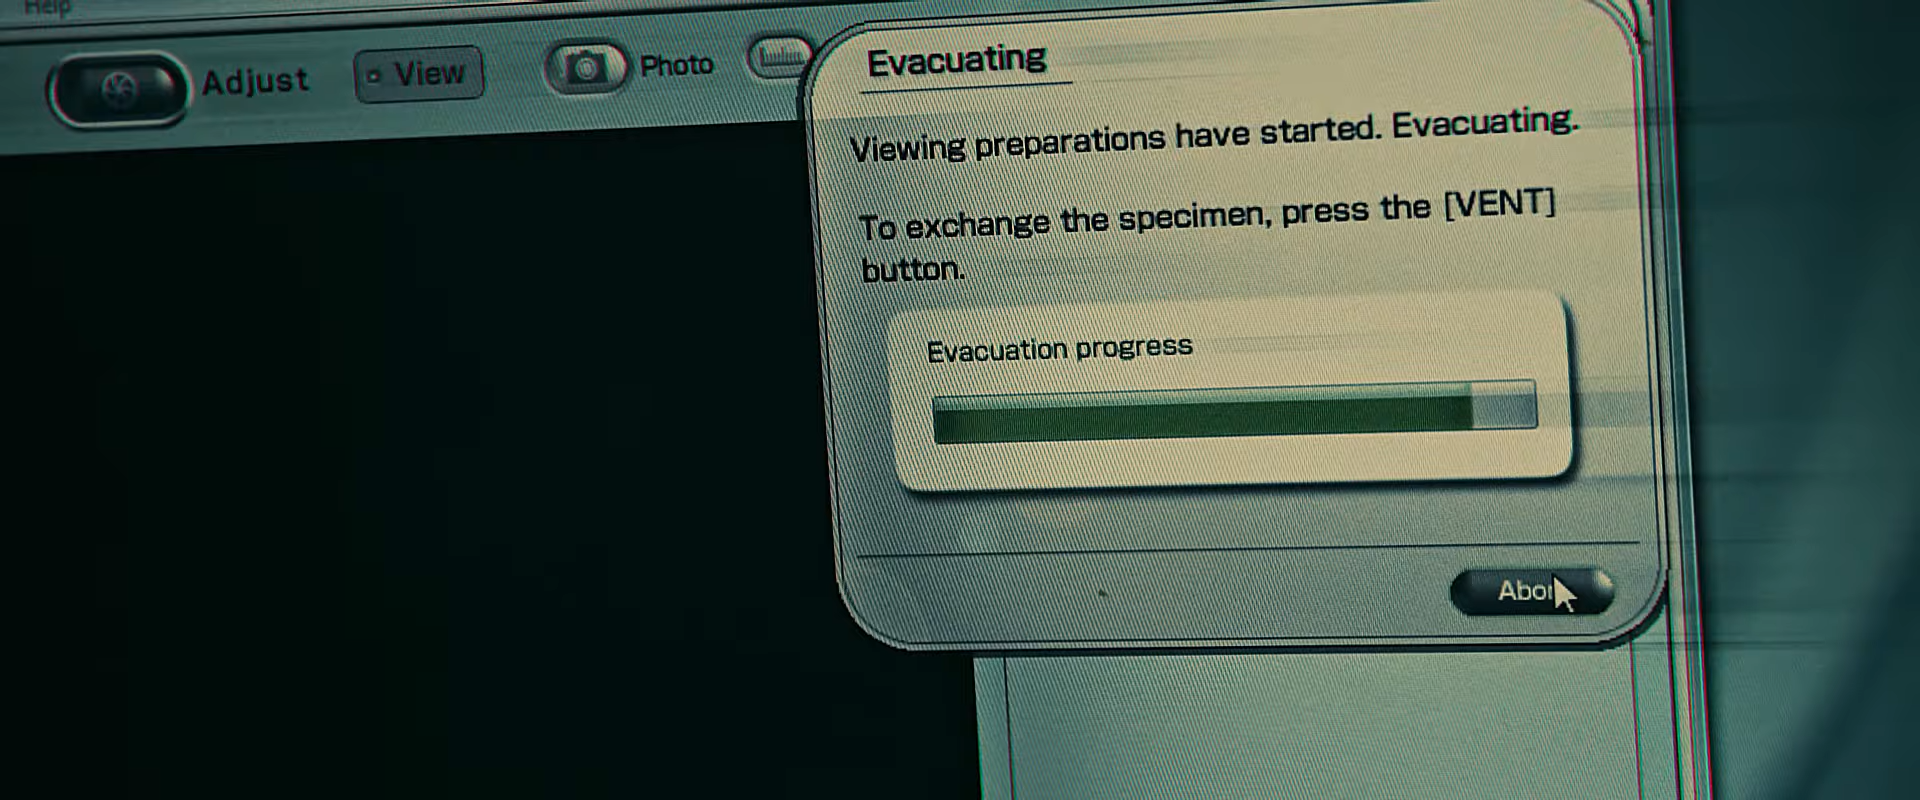 Help
Adjust
View
Photo
Evacuating
Viewing preparations have started. Evacuating.
To exchange the specimen, press the [VENT]
button.
Evacuation progress